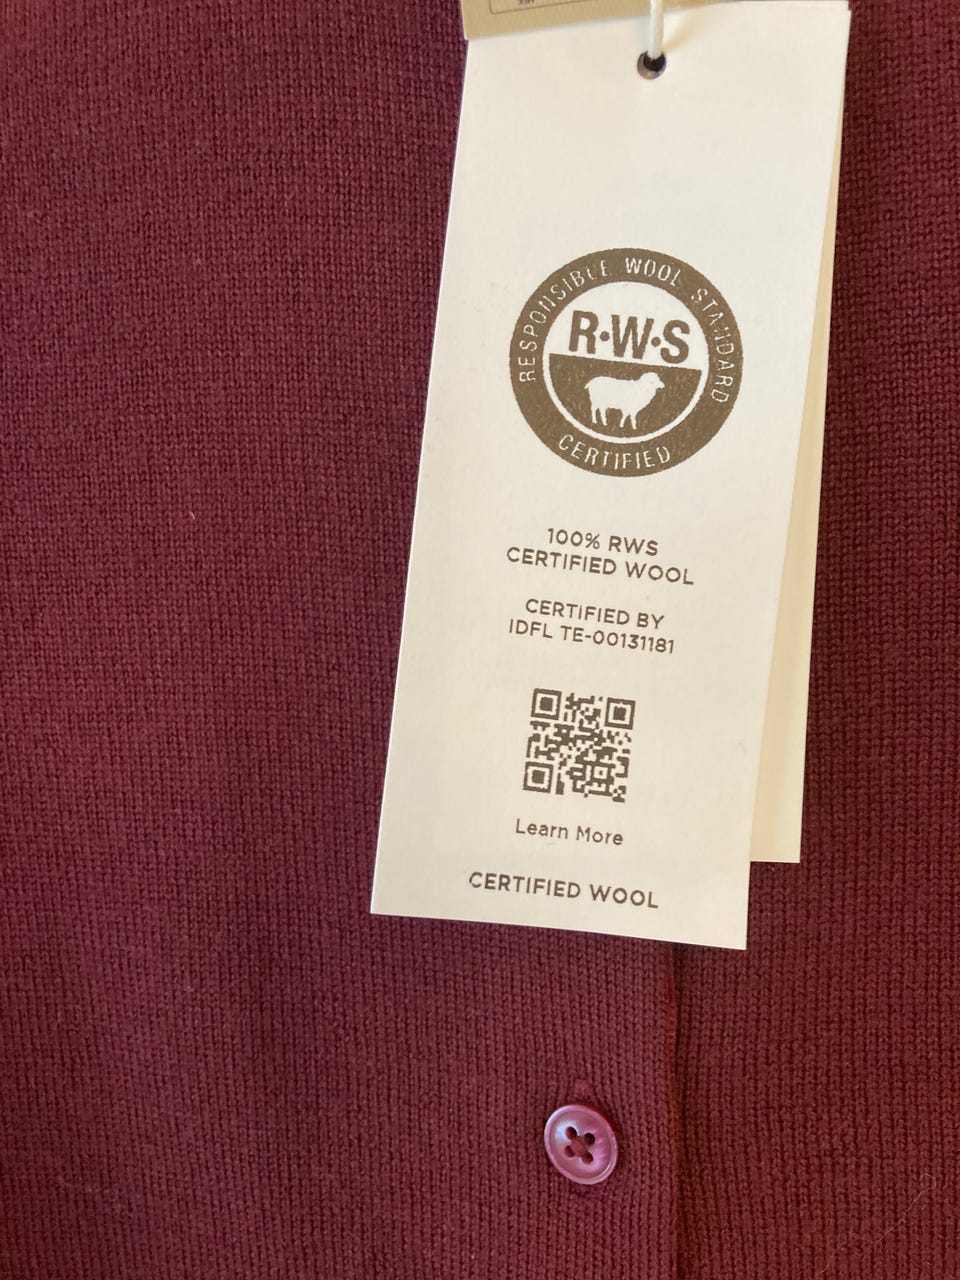 RESPONSIBLE WOOL STANDARD
R·W·S
CERTIFIED
100% RWS
CERTIFIED WOOL
CERTIFIED BY
IDFL TE-00131181
Learn More
CERTIFIED WOOL